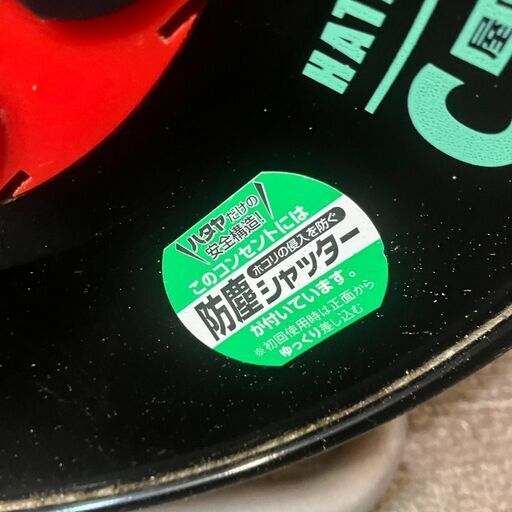 HAT
C
屋
ハタヤだけの
安全構造!
このコンセントには
ホコリの侵入を防ぐ
防塵シャッター
が付いています。
※初回使用時は正面から
ゆっくり差し込む